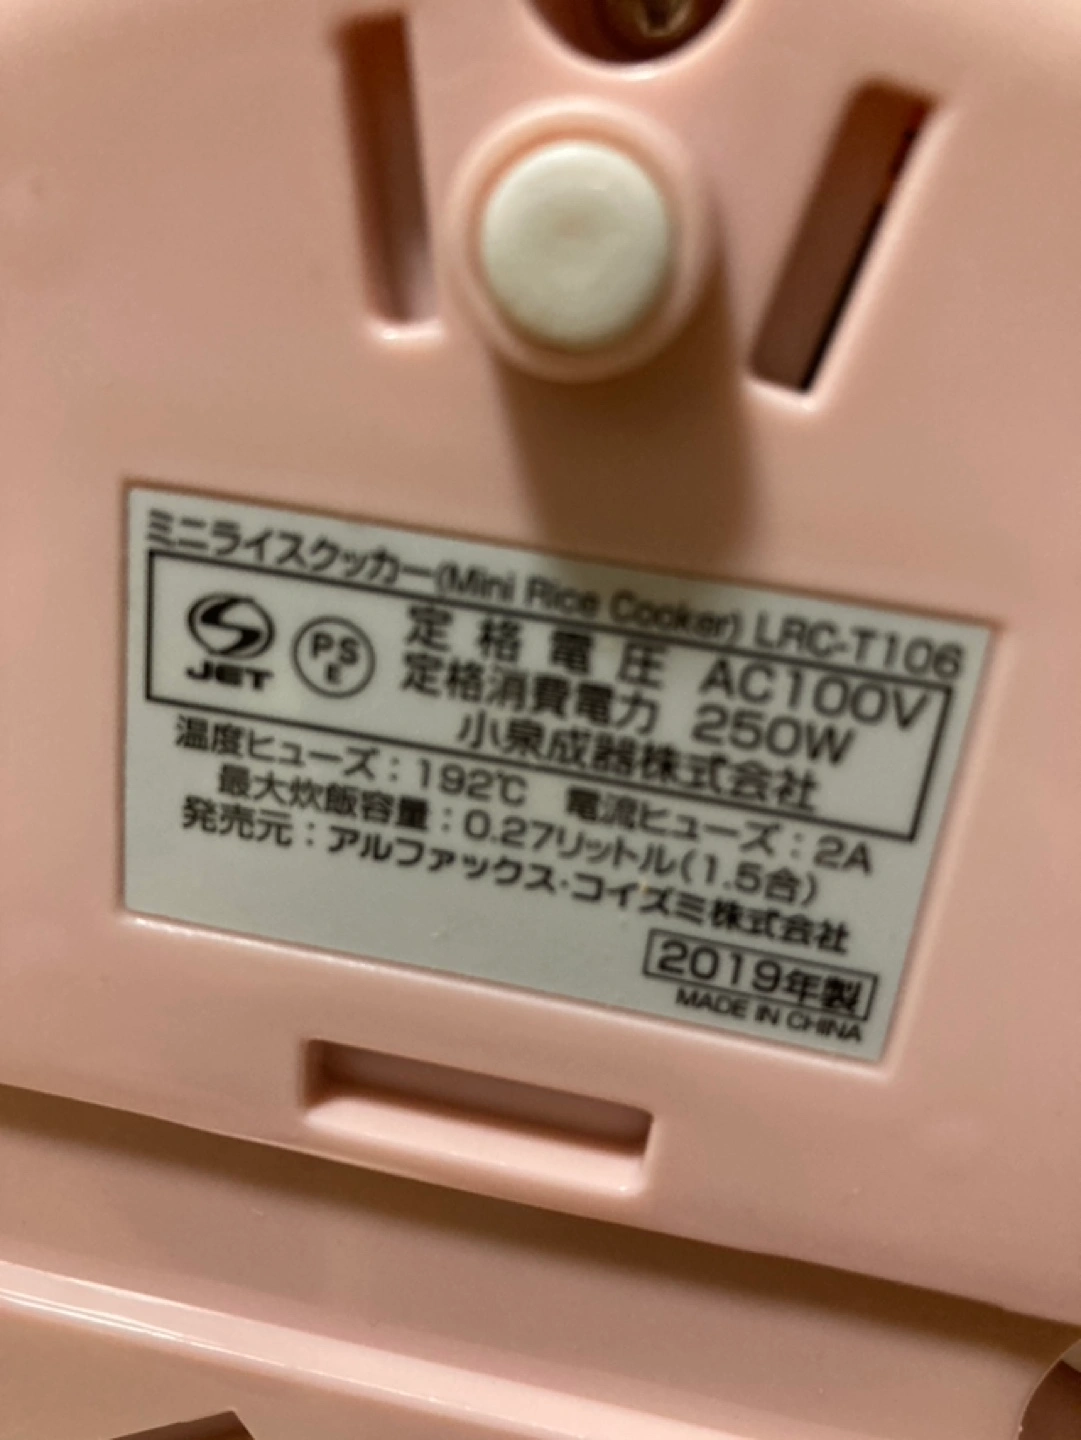 ミニライスクッカー(Mini Rice Cooker) LRC-T106
JET
PS
E
定格電圧 AC100V
定格消費電力 250W
小泉成器株式会社
温度ヒューズ：192℃ 電流ヒューズ：2A
最大炊飯容量：0.27リットル(1.5合)
発売元：アルファックス・コイズミ株式会社
2019年製
MADE IN CHINA